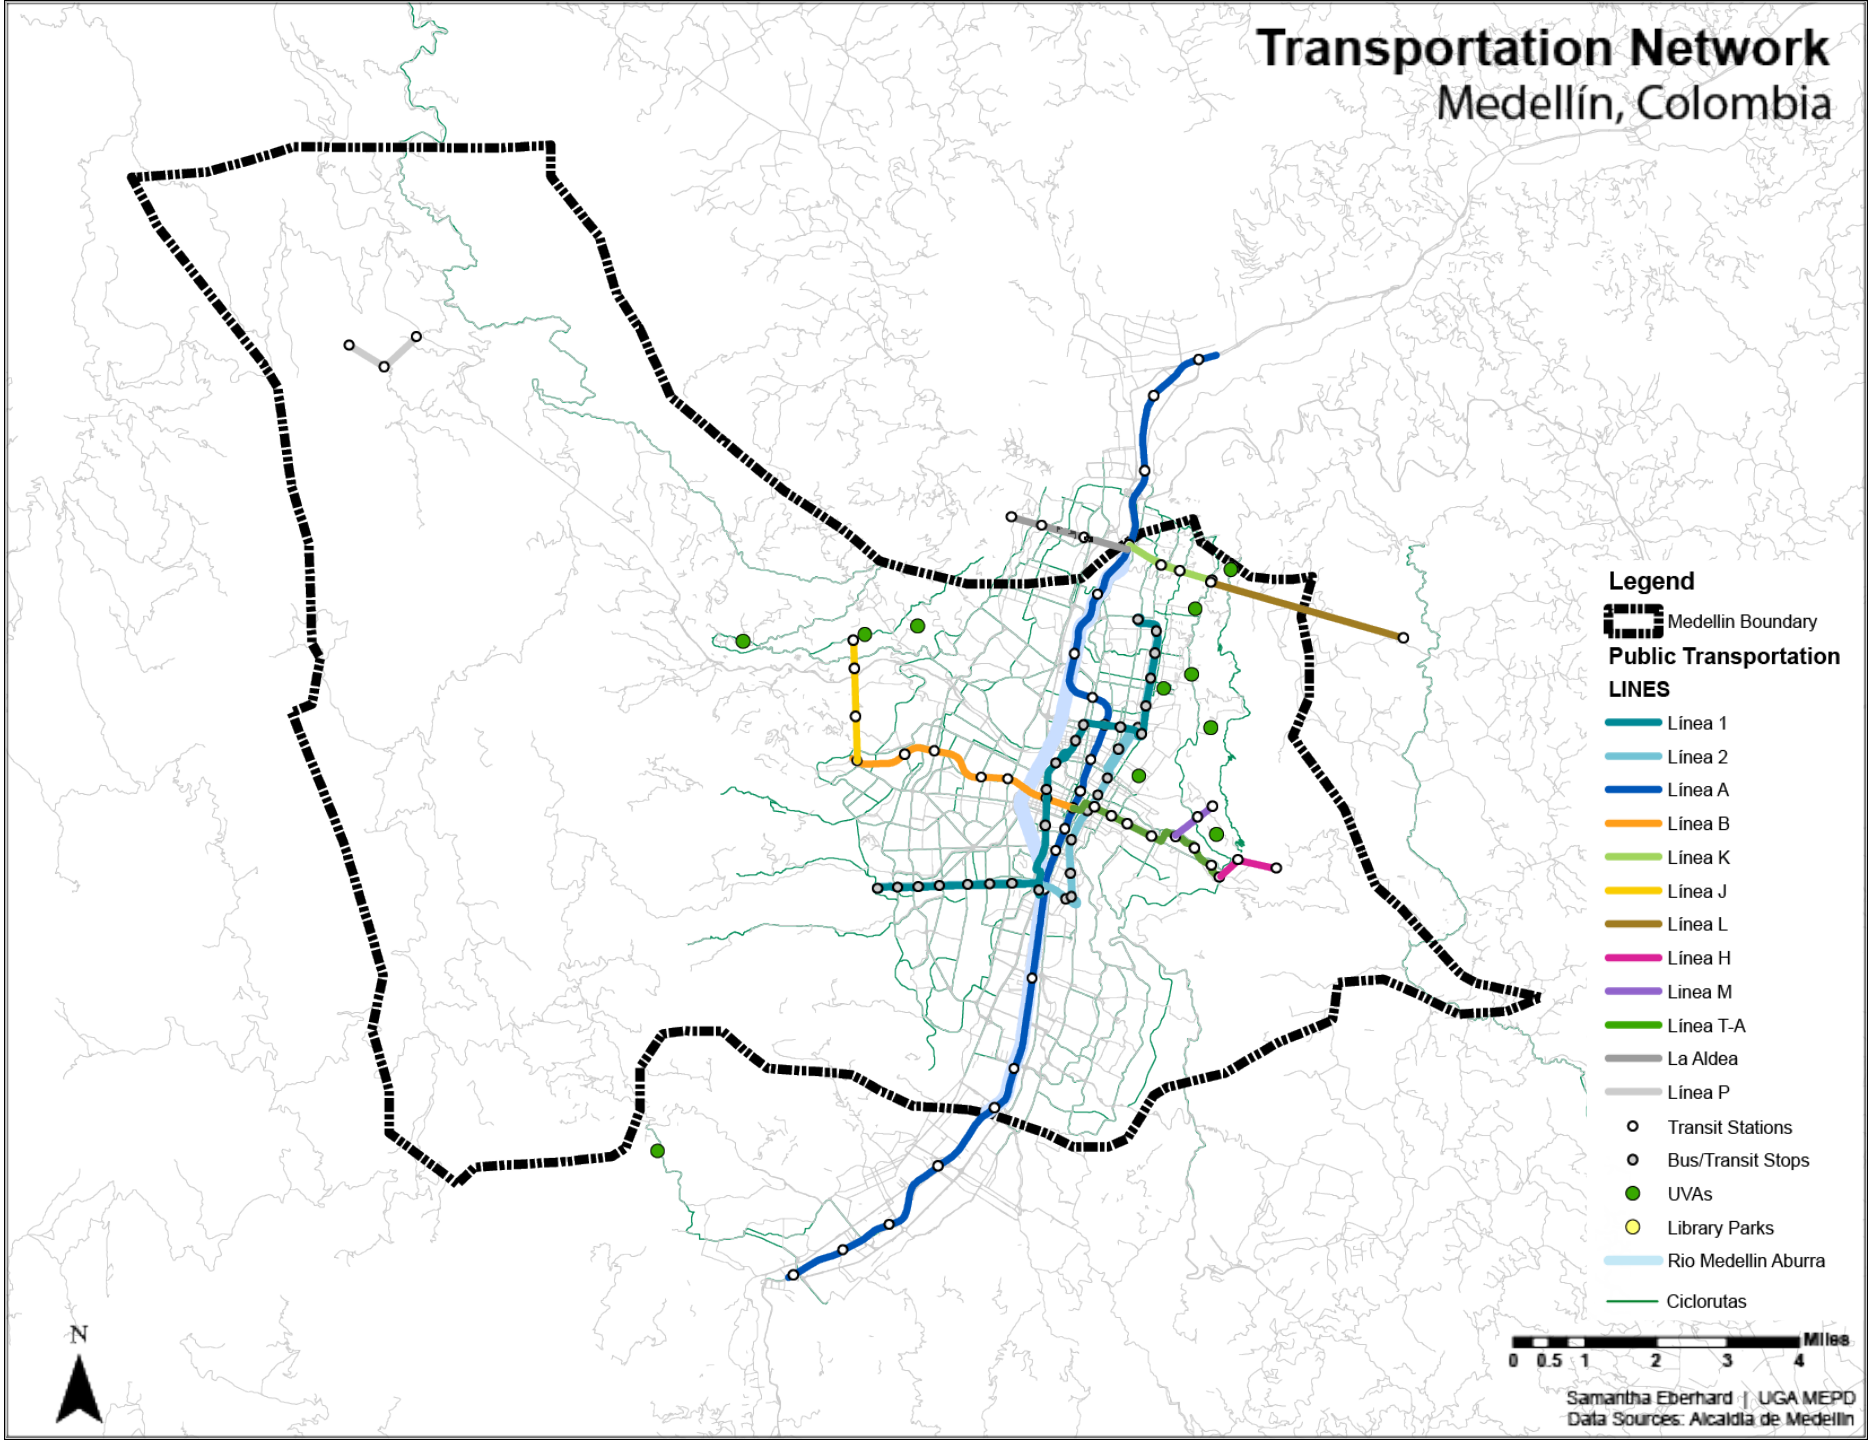 Transportation Network
Medellín, Colombia
Legend
Medellin Boundary
Public Transportation
LINES
Línea 1
Línea 2
Línea A
Línea B
Línea K
Línea J
Línea L
Línea H
Linea M
Línea T-A
La Aldea
Línea P
Transit Stations
Bus/Transit Stops
UVAs
Library Parks
Rio Medellin Aburra
Ciclorutas
Miles
0 0.5 1 2 3 4
N
Samantha Eberhard | UGA MEPD
Data Sources: Alcaldia de Medellin